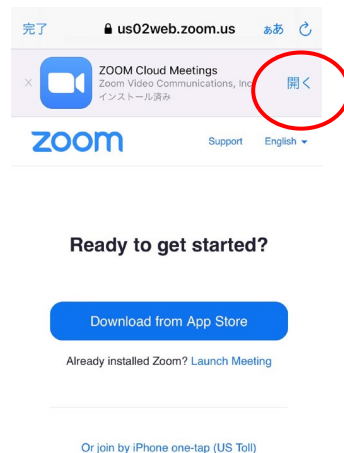 完了 us02web.zoom.us ぁあ
× ZOOM Cloud Meetings
Zoom Video Communications, Inc
インストール済み
開く
zoom Support English
Ready to get started?
Download from App Store
Already installed Zoom? Launch Meeting
Or join by iPhone one-tap (US Toll)